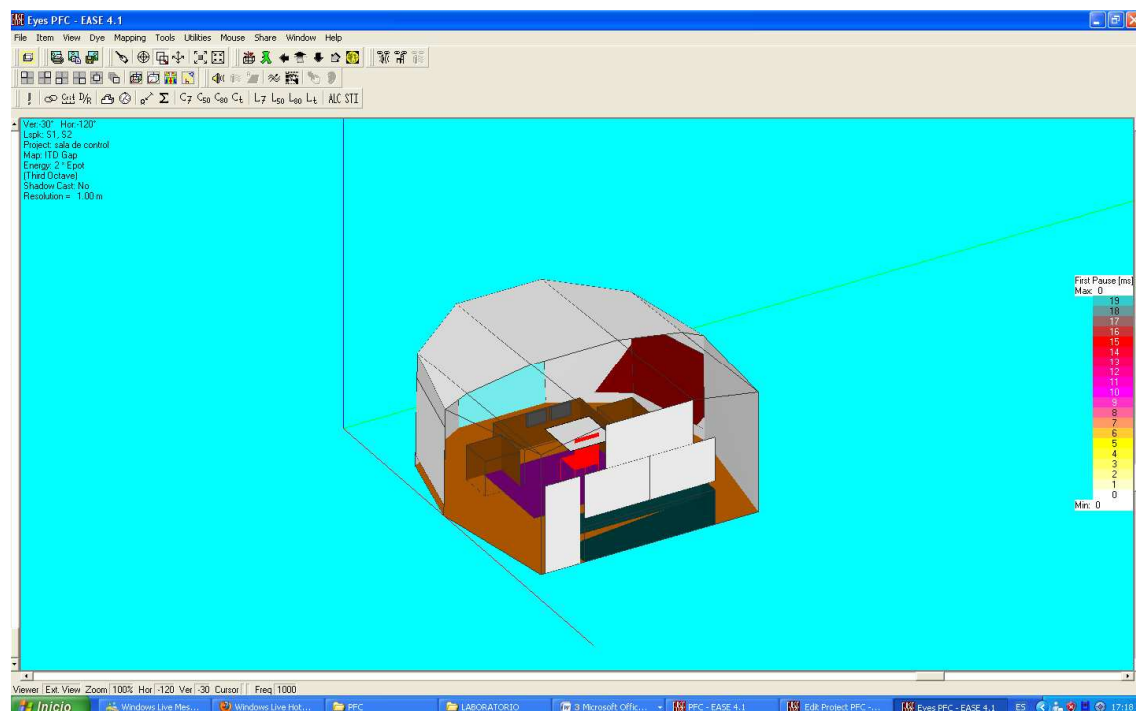 Eyes PFC - EASE 4.1
File Item View Dye Mapping Tools Utilities Mouse Share Window Help
! Crit D/R Σ C7 C50 C80 Ct L7 L50 L80 Lt ALC STI
Ver:-30° Hor:-120°
Lspk: S1, S2
Project: sala de control
Map: ITD Gap
Energy: 2 * Epot
(Third Octave)
Shadow Cast: No
Resolution = 1.00 m
First Pause [ms]
Max: 0
19
18
17
16
15
14
13
12
11
10
9
8
7
6
5
4
3
2
1
0
Min: 0
Viewer Ext. View Zoom 100% Hor -120 Ver -30 Cursor Freq 1000
Inicio Windows Live Mes... Windows Live Hot... PFC LABORATORIO 3 Microsoft Offic... PFC - EASE 4.1 Edit Project PFC -... Eyes PFC - EASE 4.1 ES 17:18